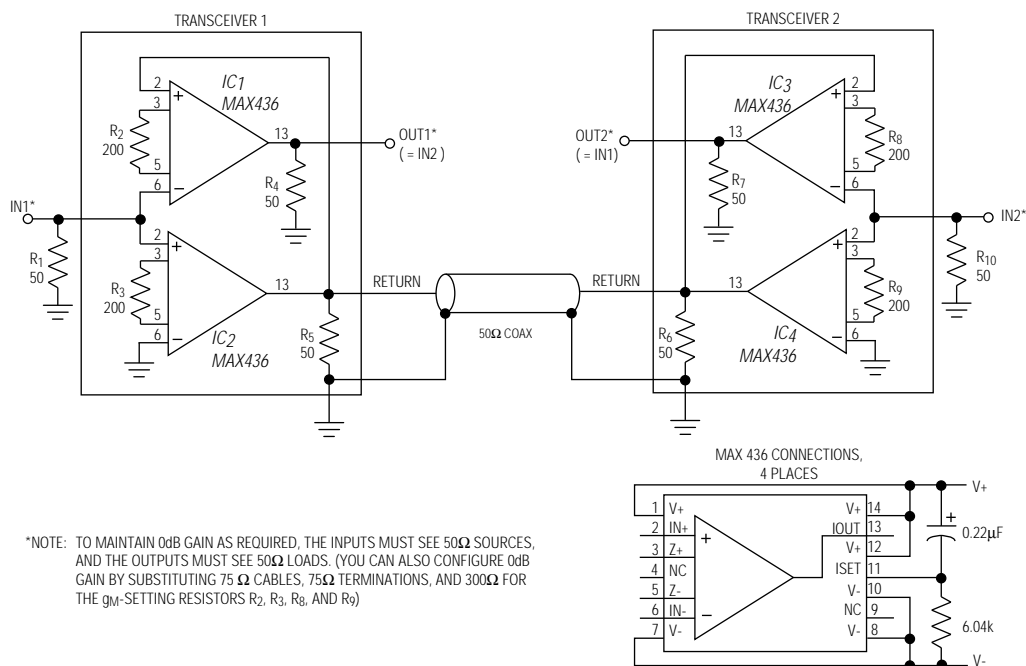 TRANSCEIVER 1
TRANSCEIVER 2
IC1
MAX436
2
3
R2
200
5
6
+
−
13
OUT1*
( = IN2 )
R4
50
IN1*
R1
50
2
3
R3
200
5
6
+
−
13
IC2
MAX436
R5
50
RETURN
50Ω COAX
RETURN
IC3
MAX436
2
3
R8
200
5
6
+
−
13
OUT2*
( = IN1)
R7
50
IN2*
R10
50
2
3
R9
200
5
6
+
−
13
IC4
MAX436
R6
50
*NOTE: TO MAINTAIN 0dB GAIN AS REQUIRED, THE INPUTS MUST SEE 50Ω SOURCES,
AND THE OUTPUTS MUST SEE 50Ω LOADS. (YOU CAN ALSO CONFIGURE 0dB
GAIN BY SUBSTITUTING 75 Ω CABLES, 75Ω TERMINATIONS, AND 300Ω FOR
THE gM-SETTING RESISTORS R2, R3, R8, AND R9)
MAX 436 CONNECTIONS,
4 PLACES
1 V+
2 IN+
3 Z+
4 NC
5 Z-
6 IN-
7 V-
+
−
V+ 14
IOUT 13
V+ 12
ISET 11
V- 10
NC 9
V- 8
V+
+
0.22µF
6.04k
V-